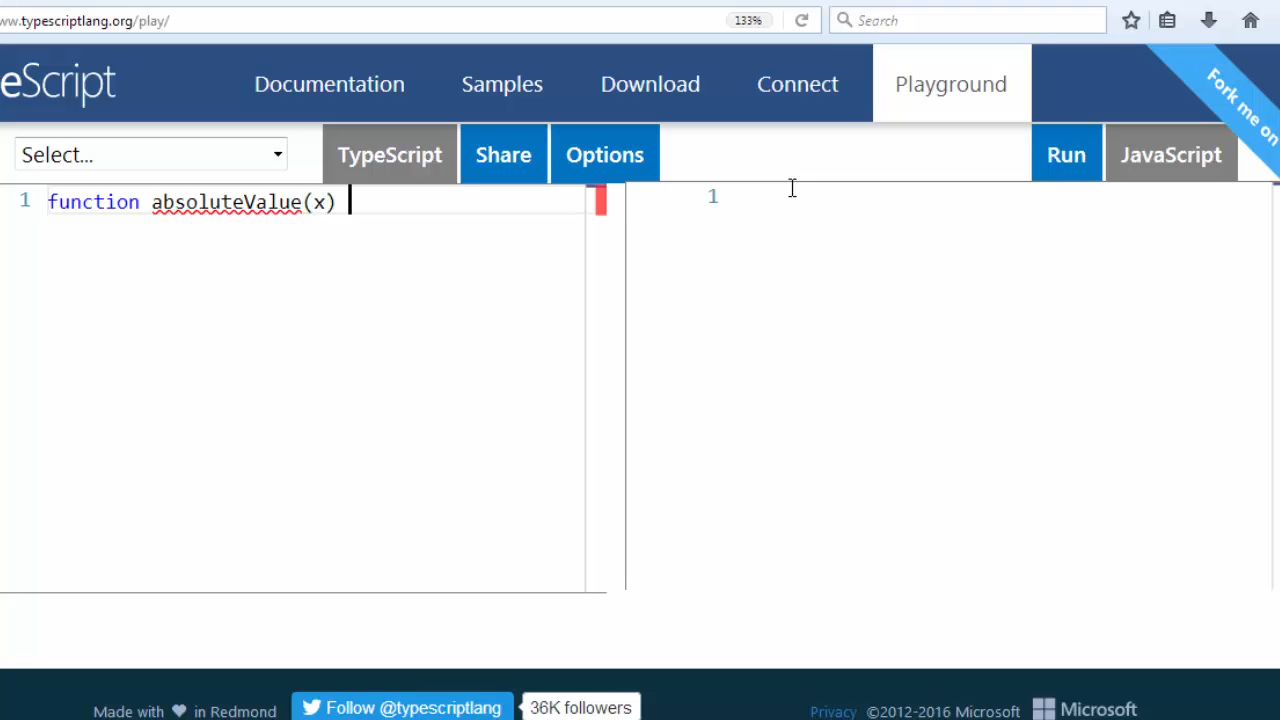 ww.typescriptlang.org/play/ 133% Search
eScript Documentation Samples Download Connect Playground Fork me on
Select... TypeScript Share Options Run JavaScript
1 function absoluteValue(x) 1
Made with ♥ in Redmond Follow @typescriptlang 36K followers Privacy ©2012-2016 Microsoft Microsoft